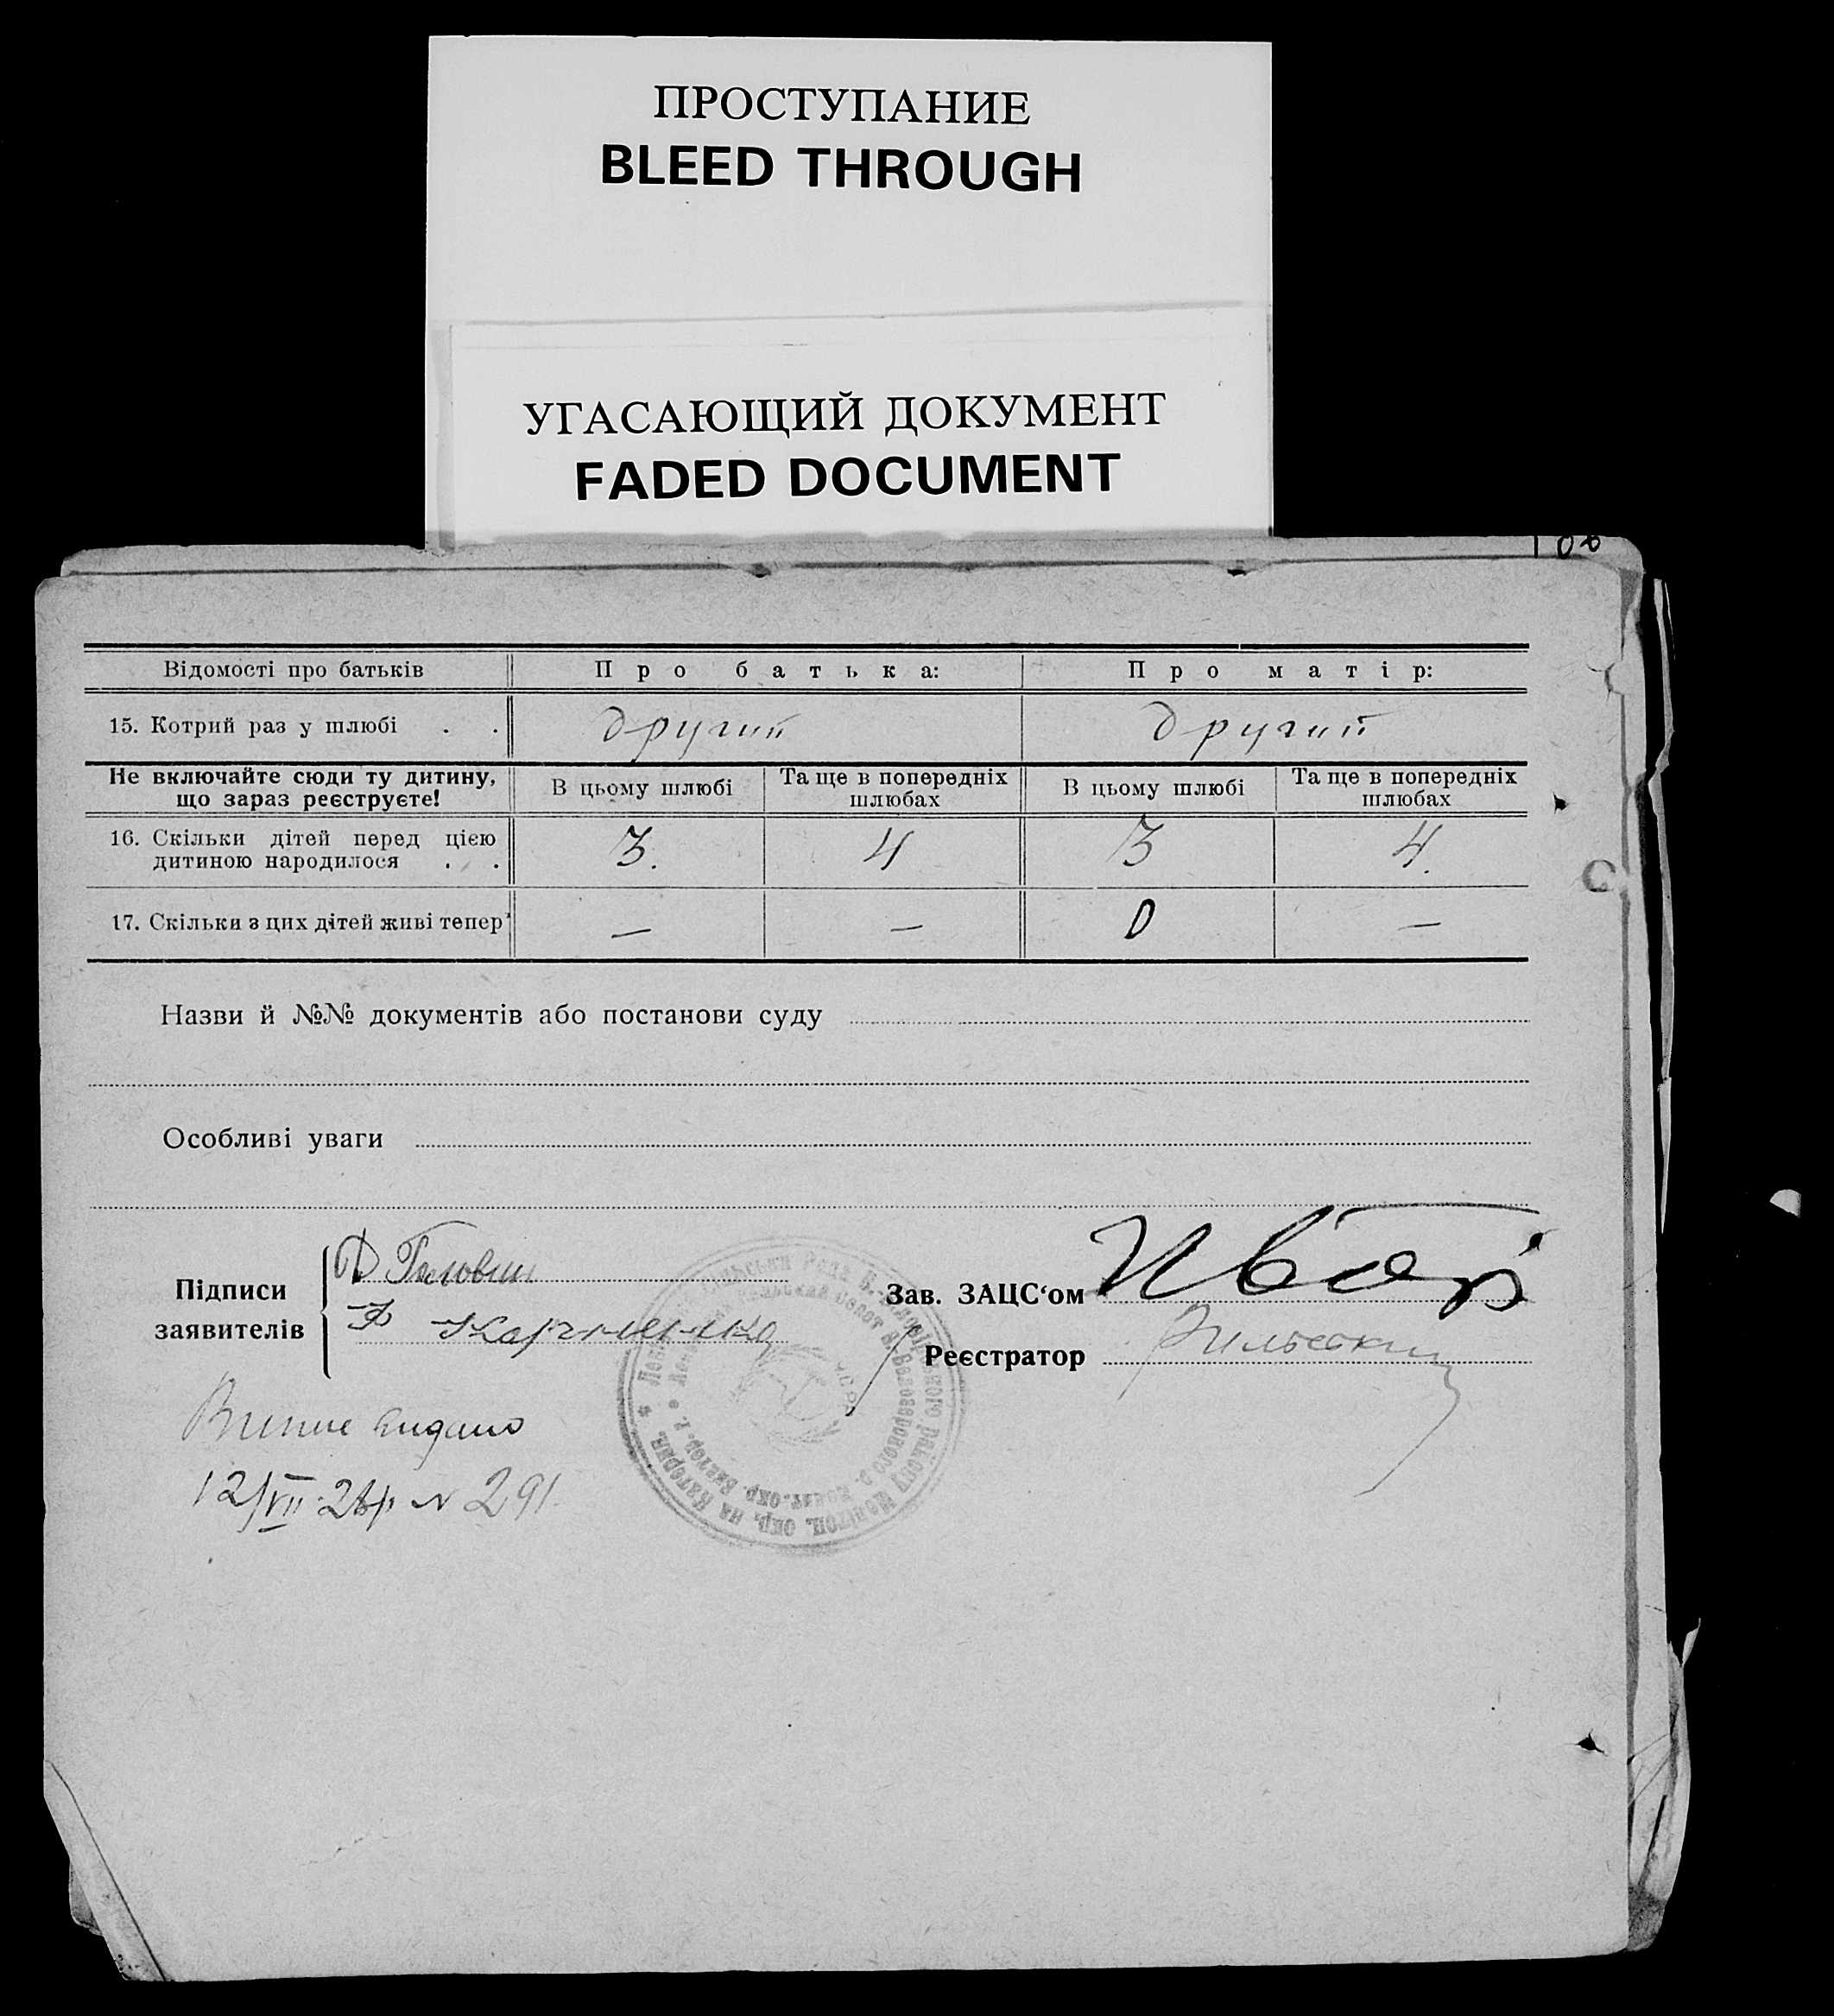 ПРОСТУПАНИЕ
BLEED THROUGH
УГАСАЮЩИЙ ДОКУМЕНТ
FADED DOCUMENT
Відомості про батьків Про батька: Про матір:
15. Котрий раз у шлюбі . . другий другий
Не включайте сюди ту дитину, що зараз реєструєте! В цьому шлюбі Та ще в попередніх шлюбах В цьому шлюбі Та ще в попередніх шлюбах
16. Скільки дітей перед цією
дитиною народилося . . 3. 4 3 4.
17. Скільки з цих дітей живі тепер — — 0 —
Назви й №№ документів або постанови суду
Особливі уваги
Підписи
заявителів
Зав. ЗАЦС‘ом
Реєстратор
видано
12/VII 28р N 291